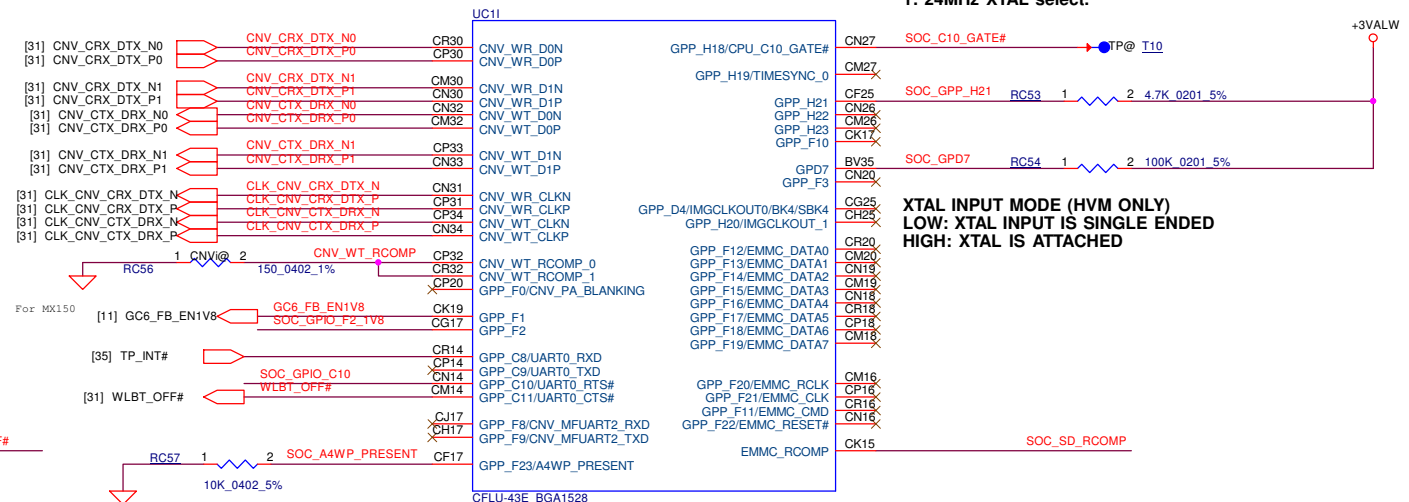 1: 24MHz XTAL select.
UC1I
+3VALW
[31] CNV_CRX_DTX_N0 CNV_CRX_DTX_N0 CR30 CNV_WR_D0N
[31] CNV_CRX_DTX_P0 CNV_CRX_DTX_P0 CP30 CNV_WR_D0P
[31] CNV_CRX_DTX_N1 CNV_CRX_DTX_N1 CM30 CNV_WR_D1N
[31] CNV_CRX_DTX_P1 CNV_CRX_DTX_P1 CN30 CNV_WR_D1P
[31] CNV_CTX_DRX_N0 CNV_CTX_DRX_N0 CN32 CNV_WT_D0N
[31] CNV_CTX_DRX_P0 CNV_CTX_DRX_P0 CM32 CNV_WT_D0P
[31] CNV_CTX_DRX_N1 CNV_CTX_DRX_N1 CP33 CNV_WT_D1N
[31] CNV_CTX_DRX_P1 CNV_CTX_DRX_P1 CN33 CNV_WT_D1P
[31] CLK_CNV_CRX_DTX_N CLK_CNV_CRX_DTX_N CN31 CNV_WR_CLKN
[31] CLK_CNV_CRX_DTX_P CLK_CNV_CRX_DTX_P CP31 CNV_WR_CLKP
[31] CLK_CNV_CTX_DRX_N CLK_CNV_CTX_DRX_N CP34 CNV_WT_CLKN
[31] CLK_CNV_CTX_DRX_P CLK_CNV_CTX_DRX_P CN34 CNV_WT_CLKP
1 CNVi@ 2 CNV_WT_RCOMP CP32 CNV_WT_RCOMP_0
RC56 150_0402_1% CR32 CNV_WT_RCOMP_1
CP20 GPP_F0/CNV_PA_BLANKING
For MX150
[11] GC6_FB_EN1V8 GC6_FB_EN1V8 CK19 GPP_F1
SOC_GPIO_F2_1V8 CG17 GPP_F2
[35] TP_INT# CR14 GPP_C8/UART0_RXD
CP14 GPP_C9/UART0_TXD
SOC_GPIO_C10 CN14 GPP_C10/UART0_RTS#
[31] WLBT_OFF# WLBT_OFF# CM14 GPP_C11/UART0_CTS#
CJ17 GPP_F8/CNV_MFUART2_RXD
CH17 GPP_F9/CNV_MFUART2_TXD
#
RC57 1 2 SOC_A4WP_PRESENT CF17 GPP_F23/A4WP_PRESENT
10K_0402_5%
GPP_H18/CPU_C10_GATE# CN27 SOC_C10_GATE# TP@ T10
GPP_H19/TIMESYNC_0 CM27
GPP_H21 CF25 SOC_GPP_H21 RC53 1 2 4.7K_0201_5%
GPP_H22 CN26
GPP_H23 CM26
GPP_F10 CK17
GPD7 BV35 SOC_GPD7 RC54 1 2 100K_0201_5%
GPP_F3 CN20
GPP_D4/IMGCLKOUT0/BK4/SBK4 CG25
GPP_H20/IMGCLKOUT_1 CH25
XTAL INPUT MODE (HVM ONLY)
LOW: XTAL INPUT IS SINGLE ENDED
HIGH: XTAL IS ATTACHED
GPP_F12/EMMC_DATA0 CR20
GPP_F13/EMMC_DATA1 CM20
GPP_F14/EMMC_DATA2 CN19
GPP_F15/EMMC_DATA3 CM19
GPP_F16/EMMC_DATA4 CN18
GPP_F17/EMMC_DATA5 CR18
GPP_F18/EMMC_DATA6 CP18
GPP_F19/EMMC_DATA7 CM18
GPP_F20/EMMC_RCLK CM16
GPP_F21/EMMC_CLK CP16
GPP_F11/EMMC_CMD CR16
GPP_F22/EMMC_RESET# CN16
EMMC_RCOMP CK15 SOC_SD_RCOMP
CFLU-43E_BGA1528